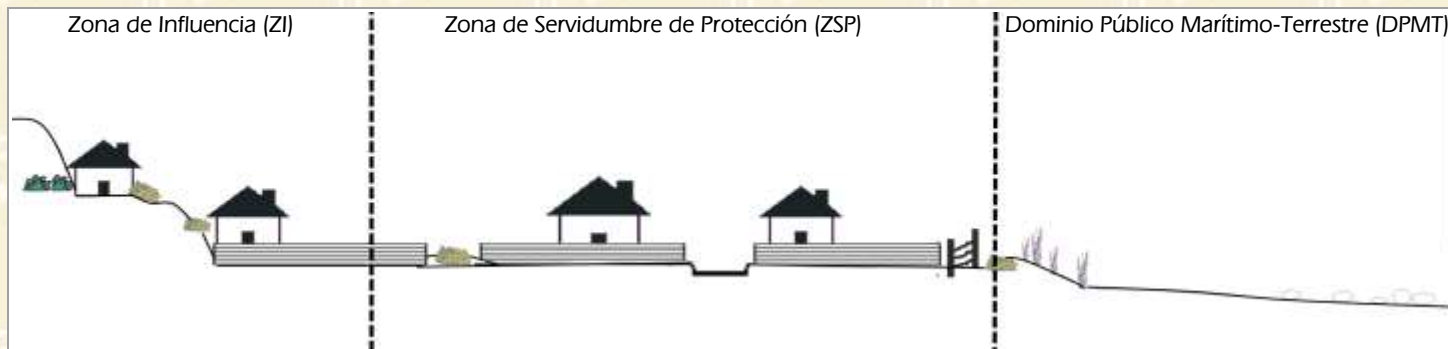 Zona de Influencia (ZI)
Zona de Servidumbre de Protección (ZSP)
Dominio Público Marítimo-Terrestre (DPMT)